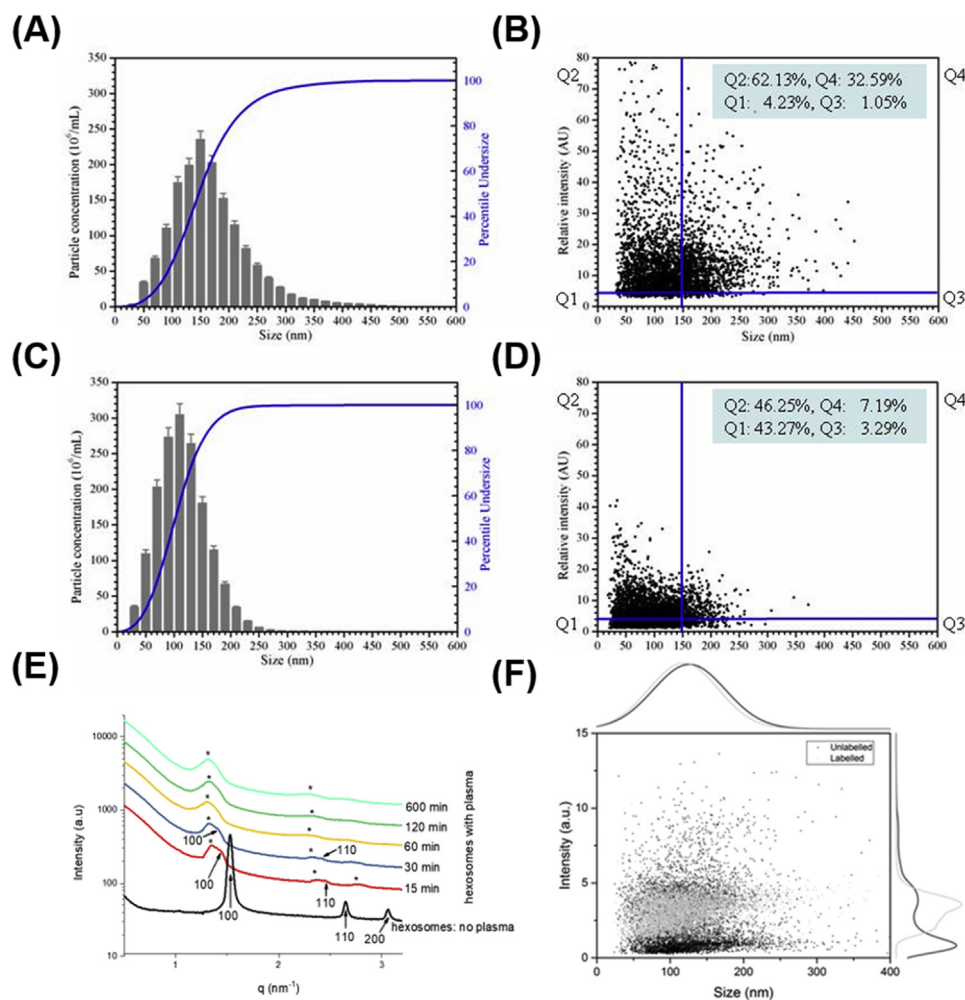 (A)
350
300
250
200
150
100
50
0
Particle concentration (10⁶/mL)
100
80
60
40
20
0
Percentile Undersize
0 50 100 150 200 250 300 350 400 450 500 550 600
Size (nm)
(B)
Q2
Q4
80
70
60
50
40
30
20
10
0
Relative intensity (AU)
Q2:62.13%, Q4: 32.59%
Q1: 4.23%, Q3: 1.05%
Q1
Q3
0 50 100 150 200 250 300 350 400 450 500 550 600
Size (nm)
(C)
350
300
250
200
150
100
50
0
Particle concentration (10⁶/mL)
100
80
60
40
20
0
Percentile Undersize
0 50 100 150 200 250 300 350 400 450 500 550 600
Size (nm)
(D)
Q2
Q4
80
70
60
50
40
30
20
10
0
Relative intensity (AU)
Q2: 46.25%, Q4: 7.19%
Q1: 43.27%, Q3: 3.29%
Q1
Q3
0 50 100 150 200 250 300 350 400 450 500 550 600
Size (nm)
(E)
10000
1000
100
10
Intensity (a.u)
* *
600 min
* *
120 min
* *
60 min
* *
100
110
30 min
* * *
100
110
15 min
100
110
200
hexosomes: no plasma
hexosomes with plasma
1 2 3
q (nm⁻¹)
(F)
15
10
5
0
Intensity (a.u.)
Unlabelled
Labelled
0 100 200 300 400
Size (nm)